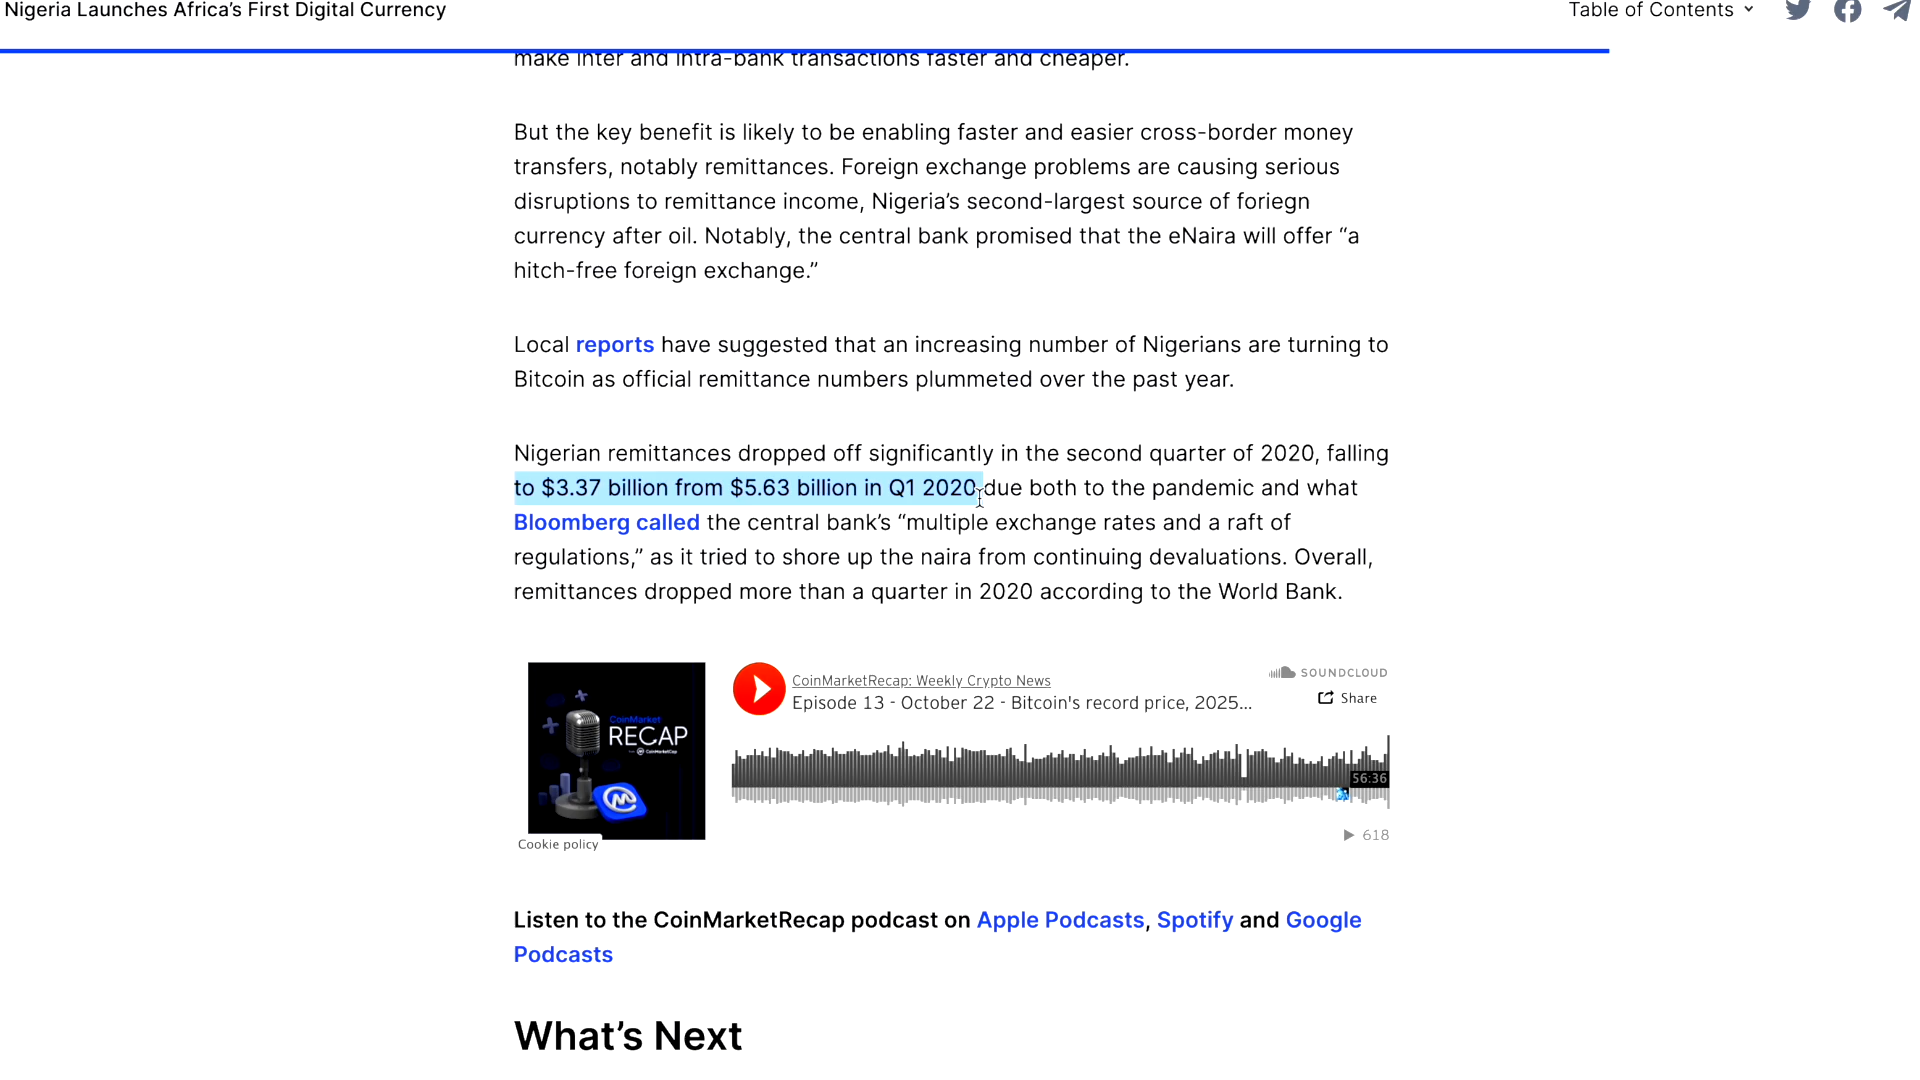 Nigeria Launches Africa’s First Digital Currency
Table of Contents
make inter and intra-bank transactions faster and cheaper.
But the key benefit is likely to be enabling faster and easier cross-border money
transfers, notably remittances. Foreign exchange problems are causing serious
disruptions to remittance income, Nigeria’s second-largest source of foriegn
currency after oil. Notably, the central bank promised that the eNaira will offer “a
hitch-free foreign exchange.”
Local reports have suggested that an increasing number of Nigerians are turning to
Bitcoin as official remittance numbers plummeted over the past year.
Nigerian remittances dropped off significantly in the second quarter of 2020, falling
to $3.37 billion from $5.63 billion in Q1 2020 due both to the pandemic and what
Bloomberg called the central bank’s “multiple exchange rates and a raft of
regulations,” as it tried to shore up the naira from continuing devaluations. Overall,
remittances dropped more than a quarter in 2020 according to the World Bank.
CoinMarket
RECAP
CoinMarketCap
CoinMarketRecap: Weekly Crypto News
SOUNDCLOUD
Episode 13 - October 22 - Bitcoin's record price, 2025...
Share
56:36
618
Cookie policy
Listen to the CoinMarketRecap podcast on Apple Podcasts, Spotify and Google
Podcasts
What’s Next